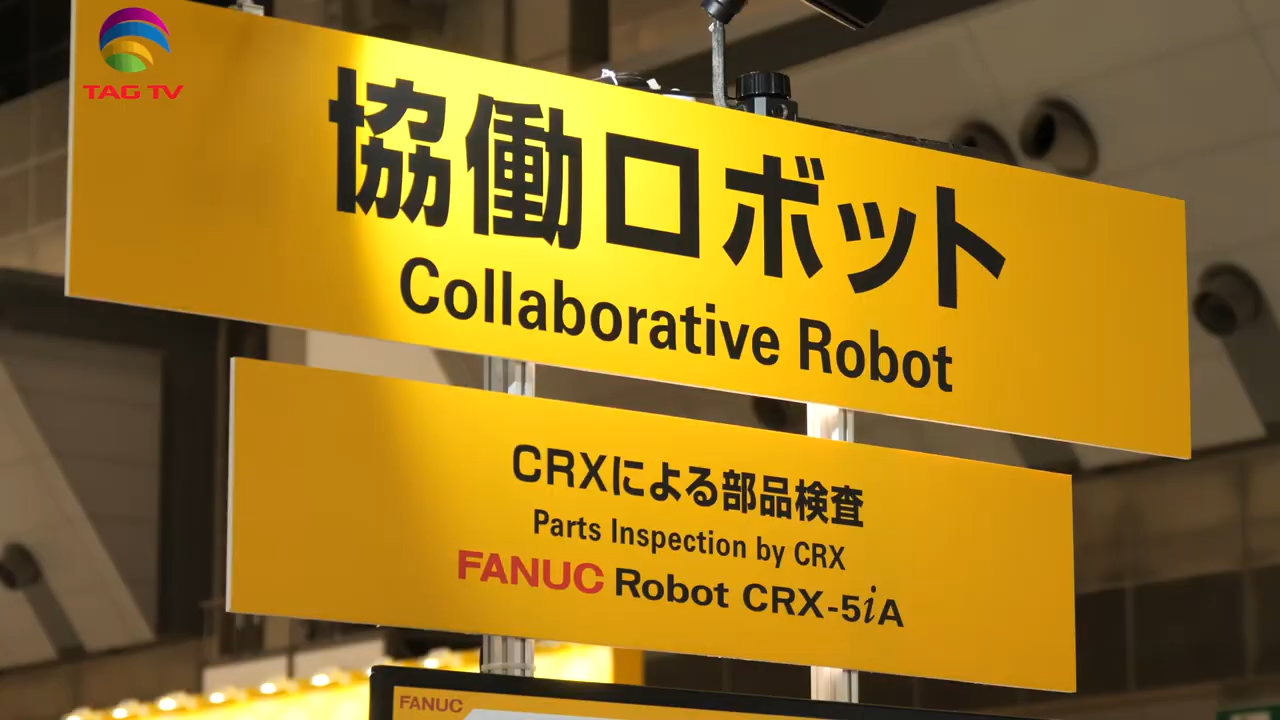 TAG TV
協働ロボット
Collaborative Robot
CRXによる部品検査
Parts Inspection by CRX
FANUC Robot CRX-5iA
FANUC